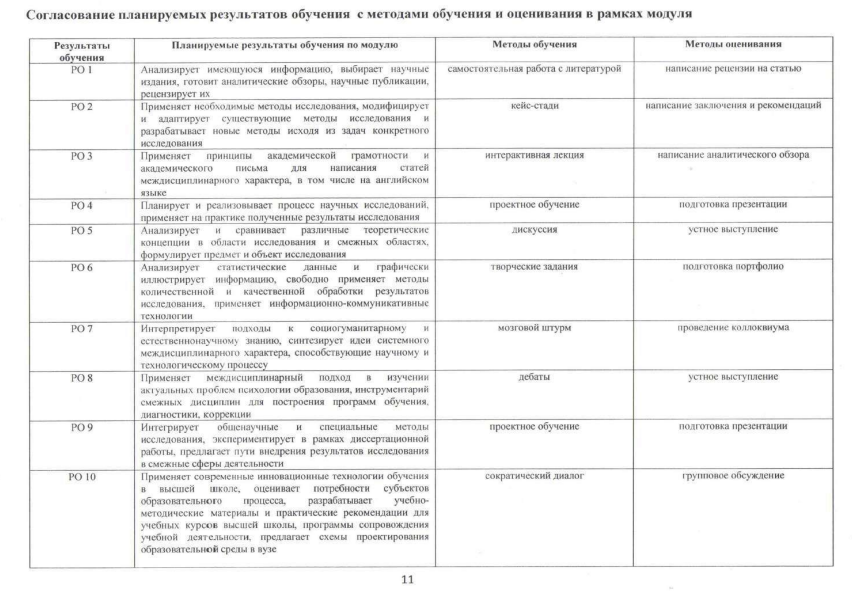 Согласование планируемых результатов обучения с методами обучения и оценивания в рамках модуля
Результаты обучения
Планируемые результаты обучения по модулю
Методы обучения
Методы оценивания
РО 1
Анализирует имеющуюся информацию, выбирает научные
издания, готовит аналитические обзоры, научные публикации,
рецензирует их
самостоятельная работа с литературой
написание рецензии на статью
РО 2
Применяет необходимые методы исследования, модифицирует
и адаптирует существующие методы исследования и
разрабатывает новые методы исходя из задач конкретного
исследования
кейс-стади
написание заключения и рекомендаций
РО 3
Применяет принципы академической грамотности и
академического письма для написания статей
междисциплинарного характера, в том числе на английском
языке
интерактивная лекция
написание аналитического обзора
РО 4
Планирует и реализовывает процесс научных исследований,
применяет на практике полученные результаты исследования
проектное обучение
подготовка презентации
РО 5
Анализирует и сравнивает различные теоретические
концепции в области исследования и смежных областях,
формулирует предмет и объект исследования
дискуссия
устное выступление
РО 6
Анализирует статистические данные и графически
иллюстрирует информацию, свободно применяет методы
количественной и качественной обработки результатов
исследования, применяет информационно-коммуникативные
технологии
творческие задания
подготовка портфолио
РО 7
Интерпретирует подходы к социогуманитарному и
естественнонаучному знанию, синтезирует идеи системного
междисциплинарного характера, способствующие научному и
технологическому процессу
мозговой штурм
проведение коллоквиума
РО 8
Применяет междисциплинарный подход в изучении
актуальных проблем психологии образования, инструментарий
смежных дисциплин для построения программ обучения,
диагностики, коррекции
дебаты
устное выступление
РО 9
Интегрирует общенаучные и специальные методы
исследования, экспериментирует в рамках диссертационной
работы, предлагает пути внедрения результатов исследования
в смежные сферы деятельности
проектное обучение
подготовка презентации
РО 10
Применяет современные инновационные технологии обучения
в высшей школе, оценивает потребности субъектов
образовательного процесса, разрабатывает учебно-
методические материалы и практические рекомендации для
учебных курсов высшей школы, программы сопровождения
учебной деятельности, предлагает схемы проектирования
образовательной среды в вузе
сократический диалог
групповое обсуждение
11